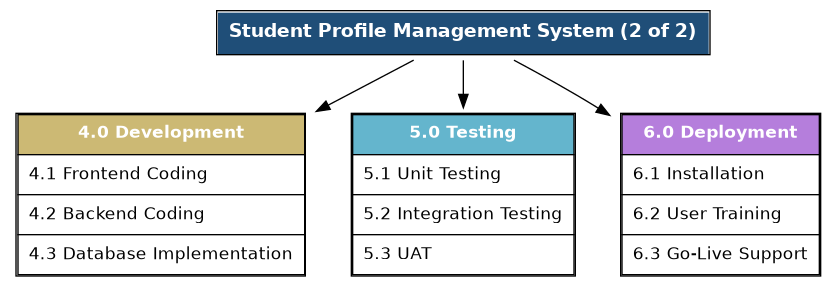 Student Profile Management System (2 of 2)
4.0 Development
4.1 Frontend Coding
4.2 Backend Coding
4.3 Database Implementation
5.0 Testing
5.1 Unit Testing
5.2 Integration Testing
5.3 UAT
6.0 Deployment
6.1 Installation
6.2 User Training
6.3 Go-Live Support